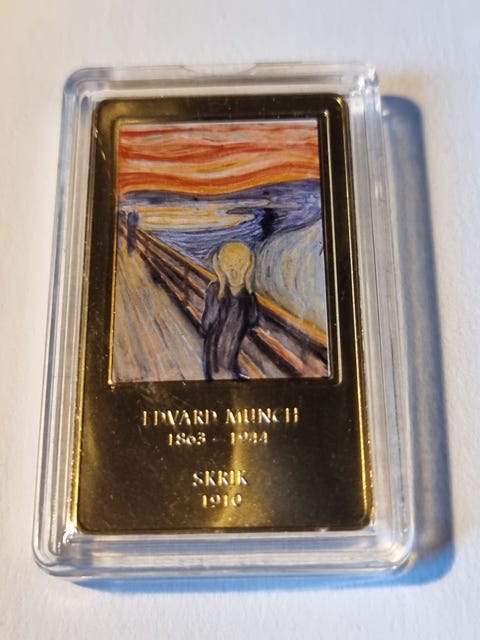 EDVARD MUNCH
1863 - 1944
SKRIK
1910